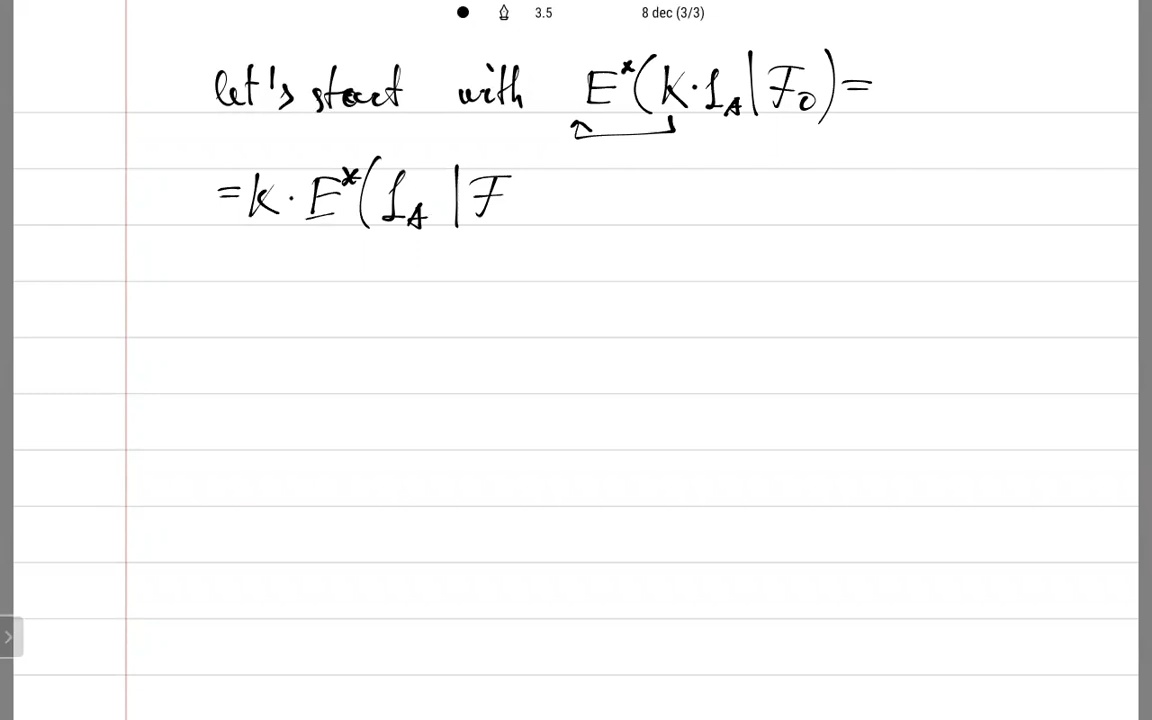 3.5 8 dec (3/3)
let's start with E*(K·1_A|F_0)=
=K·E*(1_A |F